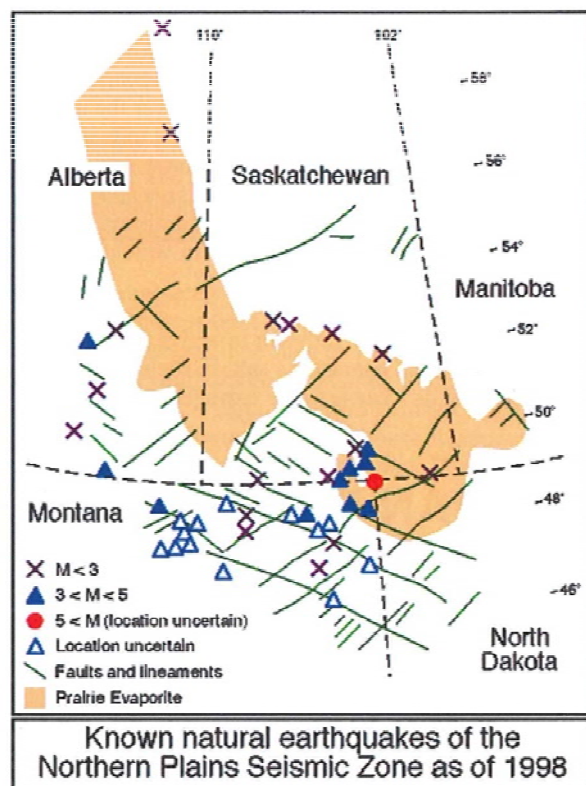 110°
102°
58°
56°
Alberta
Saskatchewan
54°
Manitoba
52°
50°
48°
Montana
M < 3
3 < M < 5
46°
5 < M (location uncertain)
Location uncertain
North
Dakota
Faults and lineaments
Prairie Evaporite
Known natural earthquakes of the
Northern Plains Seismic Zone as of 1998